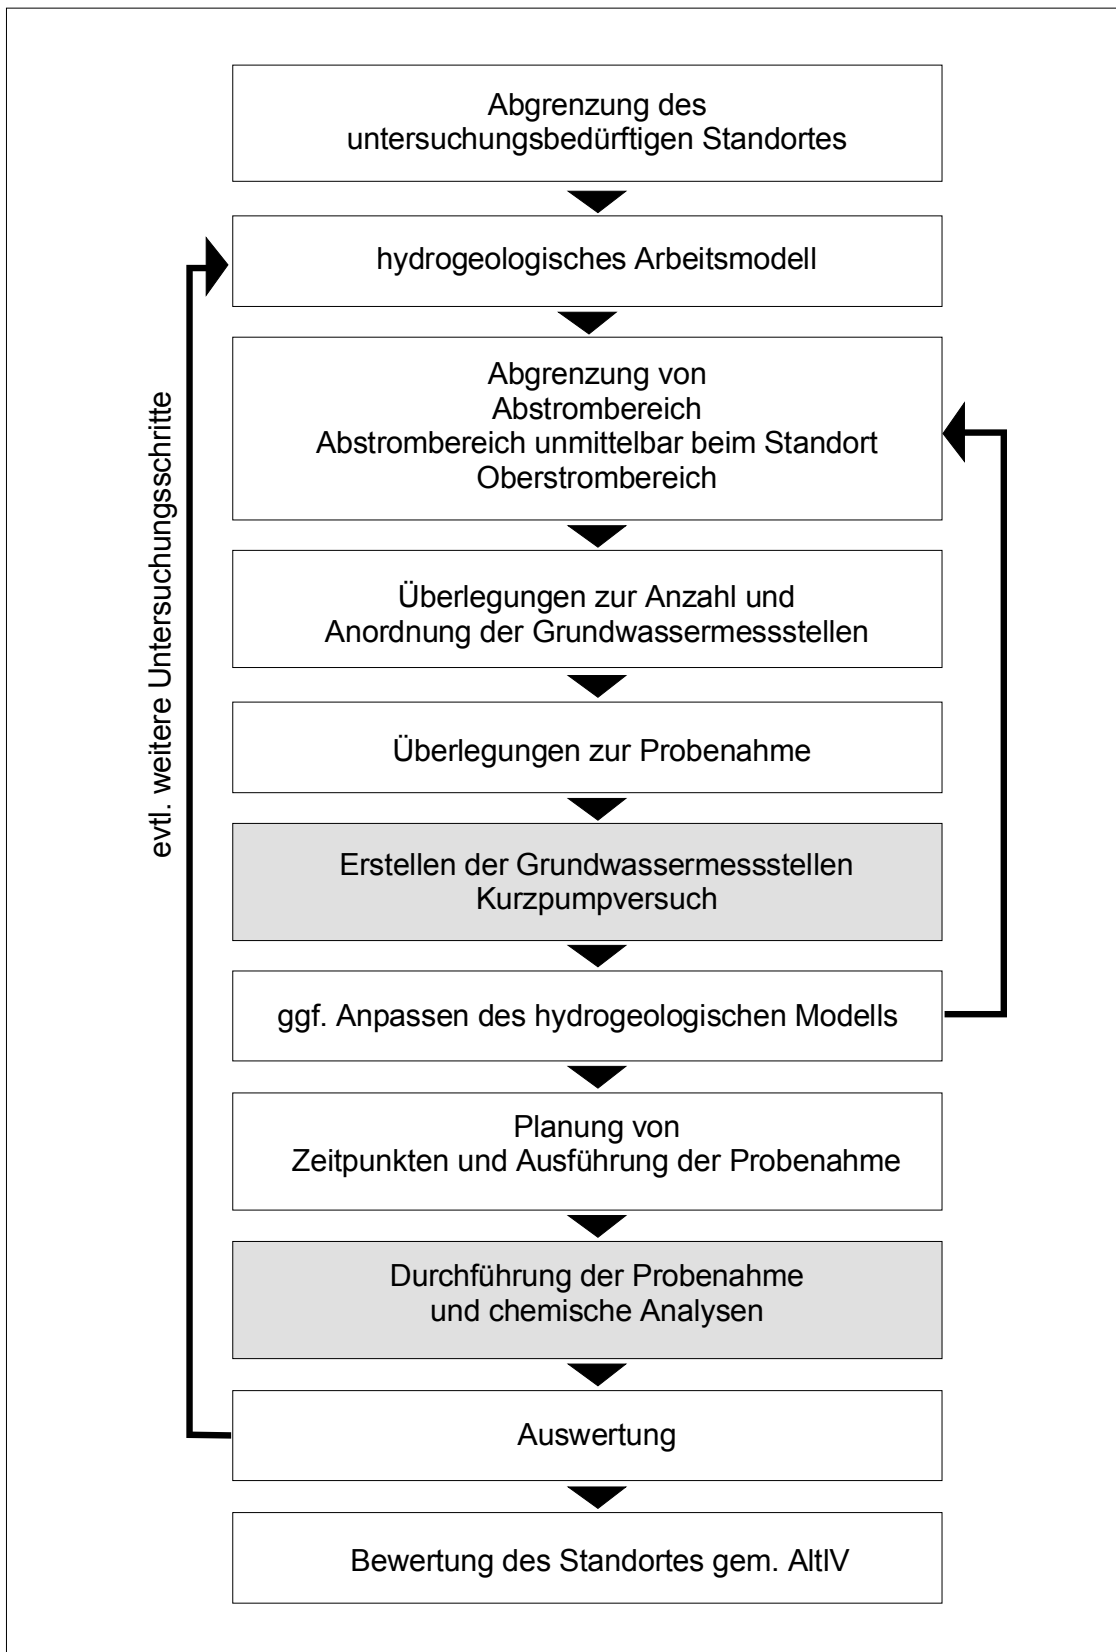 Abgrenzung des
untersuchungsbedürftigen Standortes
hydrogeologisches Arbeitsmodell
Abgrenzung von
Abstrombereich
Abstrombereich unmittelbar beim Standort
Oberstrombereich
Überlegungen zur Anzahl und
Anordnung der Grundwassermessstellen
Überlegungen zur Probenahme
Erstellen der Grundwassermessstellen
Kurzpumpversuch
ggf. Anpassen des hydrogeologischen Modells
Planung von
Zeitpunkten und Ausführung der Probenahme
Durchführung der Probenahme
und chemische Analysen
Auswertung
Bewertung des Standortes gem. AltlV
evtl. weitere Untersuchungsschritte